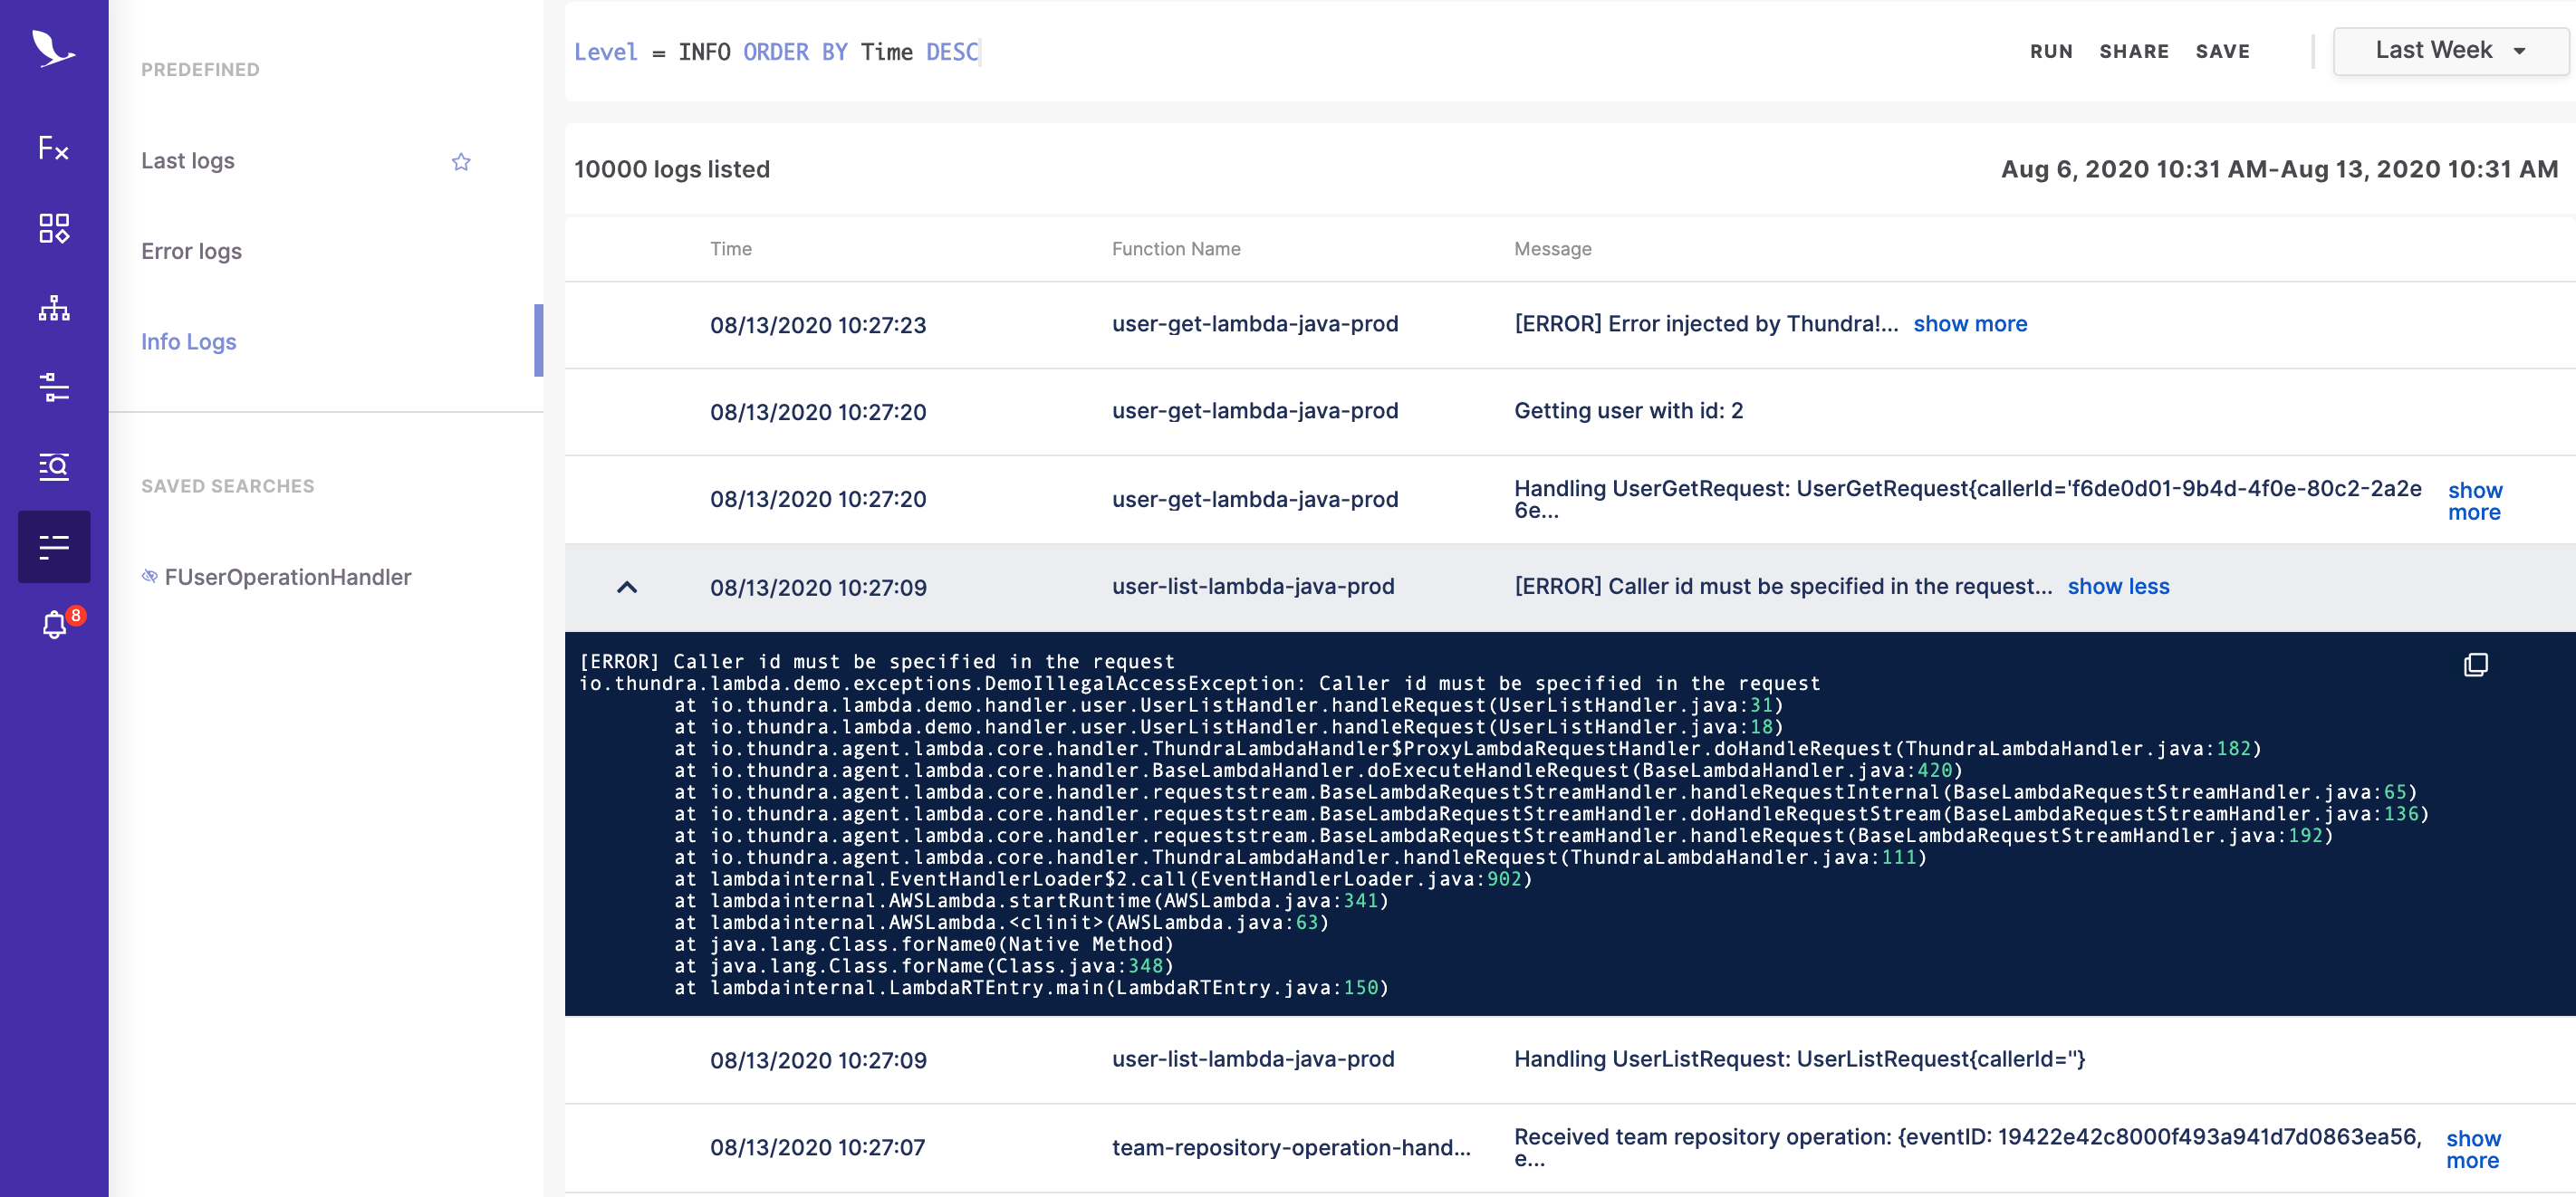 Level = INFO ORDER BY Time DESC
RUN SHARE SAVE
Last Week
PREDEFINED
Last logs
Error logs
Info Logs
SAVED SEARCHES
FUserOperationHandler
Fx
8
10000 logs listed
Aug 6, 2020 10:31 AM-Aug 13, 2020 10:31 AM
Time Function Name Message
08/13/2020 10:27:23 user-get-lambda-java-prod [ERROR] Error injected by Thundra!... show more
08/13/2020 10:27:20 user-get-lambda-java-prod Getting user with id: 2
08/13/2020 10:27:20 user-get-lambda-java-prod Handling UserGetRequest: UserGetRequest{callerId='f6de0d01-9b4d-4f0e-80c2-2a2e show
6e... more
08/13/2020 10:27:09 user-list-lambda-java-prod [ERROR] Caller id must be specified in the request... show less
[ERROR] Caller id must be specified in the request
io.thundra.lambda.demo.exceptions.DemoIllegalAccessException: Caller id must be specified in the request
at io.thundra.lambda.demo.handler.user.UserListHandler.handleRequest(UserListHandler.java:31)
at io.thundra.lambda.demo.handler.user.UserListHandler.handleRequest(UserListHandler.java:18)
at io.thundra.agent.lambda.core.handler.ThundraLambdaHandler$ProxyLambdaRequestHandler.doHandleRequest(ThundraLambdaHandler.java:182)
at io.thundra.agent.lambda.core.handler.BaseLambdaHandler.doExecuteHandleRequest(BaseLambdaHandler.java:420)
at io.thundra.agent.lambda.core.handler.requeststream.BaseLambdaRequestStreamHandler.handleRequestInternal(BaseLambdaRequestStreamHandler.java:65)
at io.thundra.agent.lambda.core.handler.requeststream.BaseLambdaRequestStreamHandler.doHandleRequestStream(BaseLambdaRequestStreamHandler.java:136)
at io.thundra.agent.lambda.core.handler.requeststream.BaseLambdaRequestStreamHandler.handleRequest(BaseLambdaRequestStreamHandler.java:192)
at io.thundra.agent.lambda.core.handler.ThundraLambdaHandler.handleRequest(ThundraLambdaHandler.java:111)
at lambdainternal.EventHandlerLoader$2.call(EventHandlerLoader.java:902)
at lambdainternal.AWSLambda.startRuntime(AWSLambda.java:341)
at lambdainternal.AWSLambda.<clinit>(AWSLambda.java:63)
at java.lang.Class.forName0(Native Method)
at java.lang.Class.forName(Class.java:348)
at lambdainternal.LambdaRTEntry.main(LambdaRTEntry.java:150)
08/13/2020 10:27:09 user-list-lambda-java-prod Handling UserListRequest: UserListRequest{callerId=''}
08/13/2020 10:27:07 team-repository-operation-hand... Received team repository operation: {eventID: 19422e42c8000f493a941d7d0863ea56, show
e... more